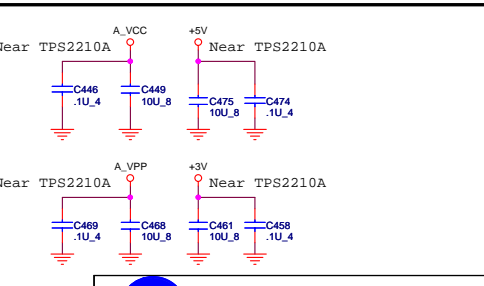 A_VCC +5V
Near TPS2210A Near TPS2210A
C446 C449 C475 C474
.1U_4 10U_8 10U_8 .1U_4
A_VPP +3V
Near TPS2210A Near TPS2210A
C469 C468 C461 C458
.1U_4 10U_8 10U_8 .1U_4